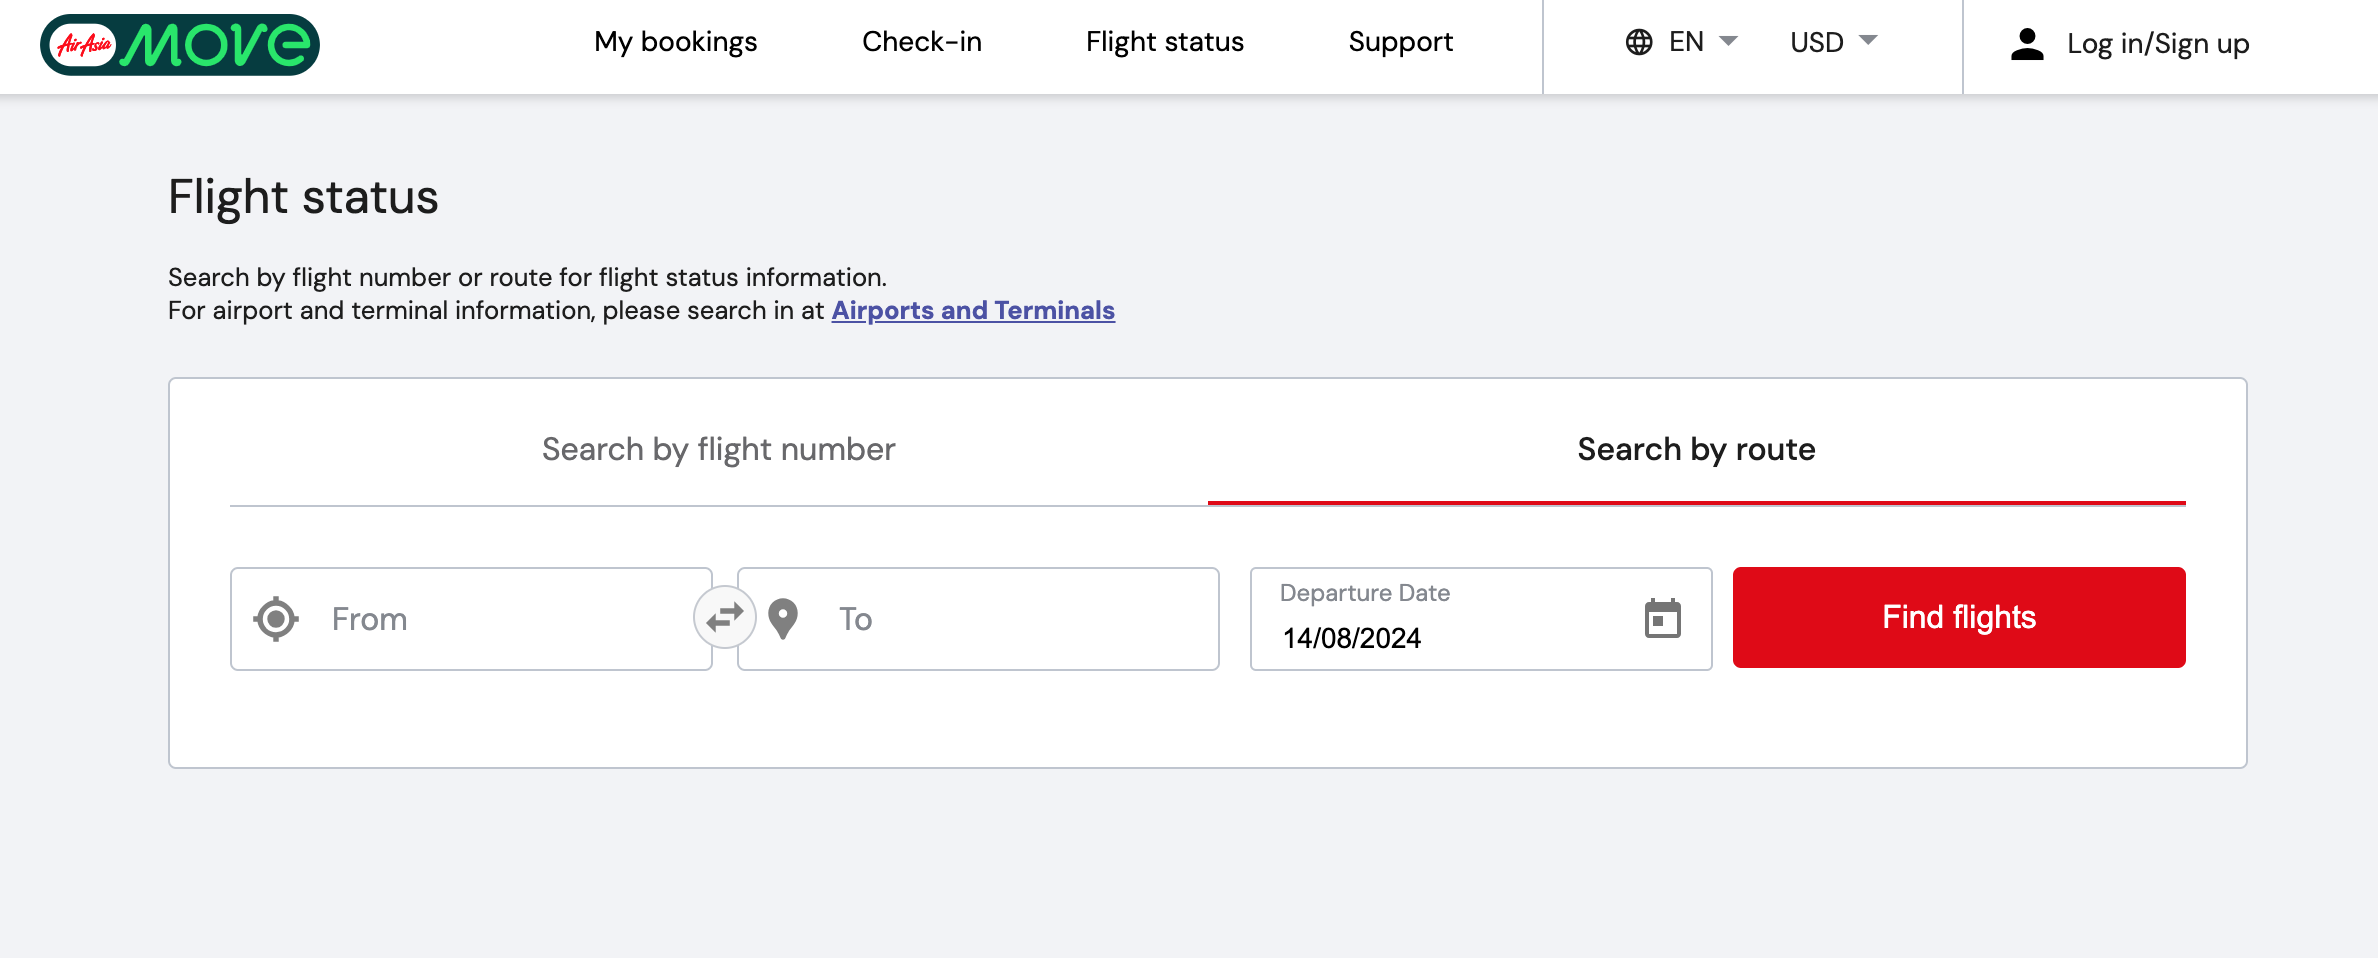 AirAsia move
My bookings
Check-in
Flight status
Support
EN
USD
Log in/Sign up
Flight status
Search by flight number or route for flight status information.
For airport and terminal information, please search in at Airports and Terminals
Search by flight number
Search by route
From
To
Departure Date
14/08/2024
Find flights